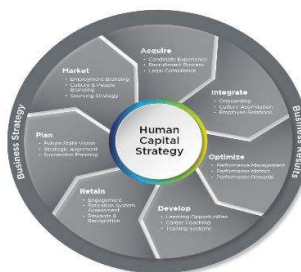 Acquire
• Candidate Experience
• Recruitment Process
• Legal Compliance
Market
• Employment Branding
• Culture & People
Branding
• Sourcing Strategy
Integrate
• Onboarding
• Culture Assimilation
• Employee Relations
Business Strategy
Human
Capital
Strategy
Business Results
Plan
• Future State Vision
• Strategic Alignment
• Succession Planning
Optimize
• Performance Management
• Performance Metrics
• Performance Rewards
Retain
• Engagement
• Retention System
Assessment
• Rewards &
Recognition
Develop
• Learning Opportunities
• Career Coaching
• Training Systems